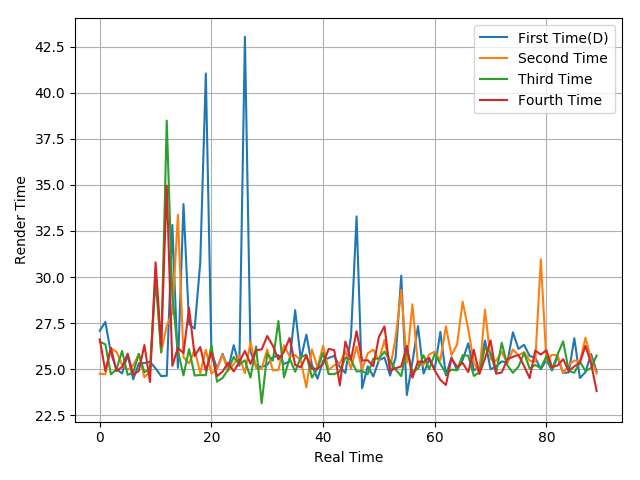 First Time(D)
Second Time
Third Time
Fourth Time
42.5
40.0
37.5
35.0
32.5
30.0
27.5
25.0
22.5
Render Time
0 20 40 60 80
Real Time